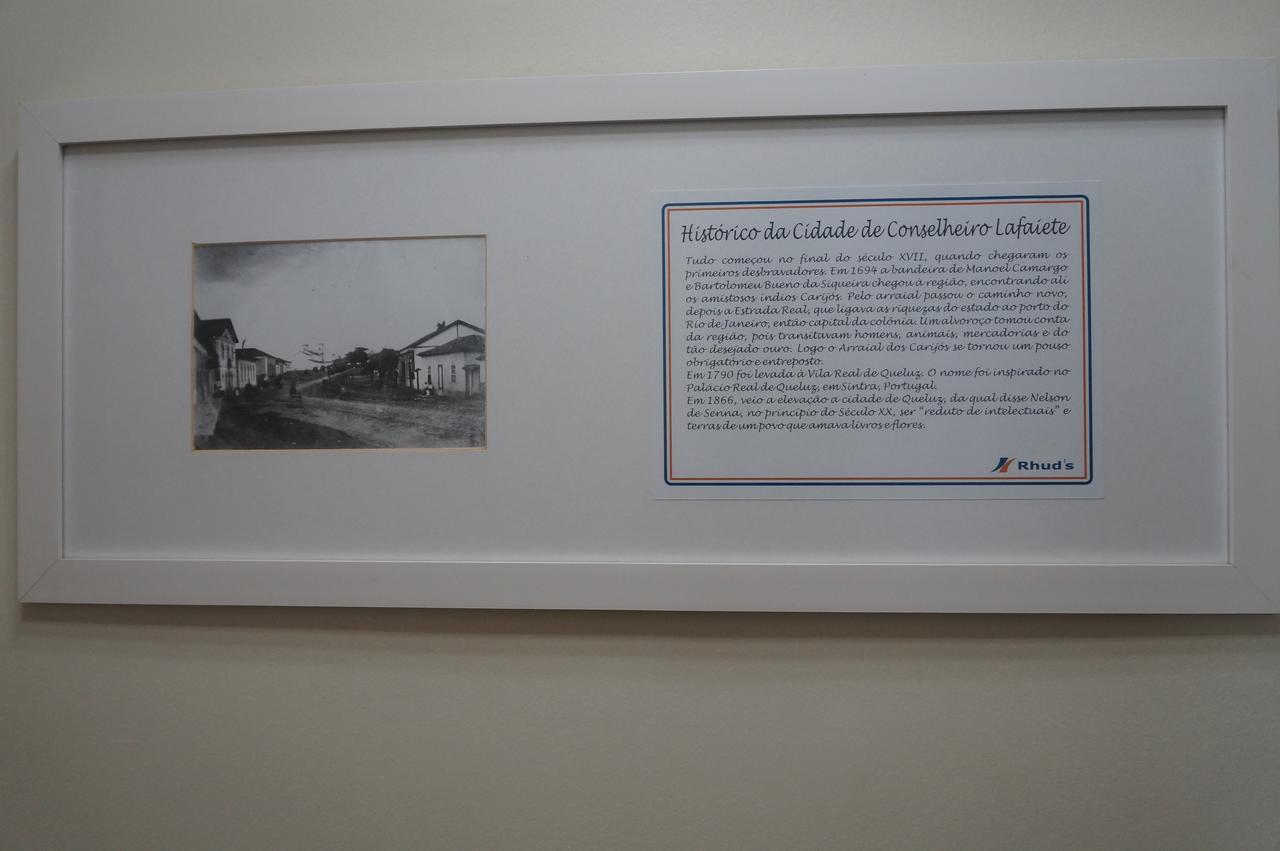 Histórico da Cidade de Conselheiro Lafaiete
Tudo começou no final do século XVII, quando chegaram os
primeiros desbravadores. Em 1694 a bandeira de Manoel Camargo
e Bartolomeu Bueno da Siqueira chegou à região, encontrando ali
os amistosos índios Carijós. Pelo arraial passou o caminho novo,
depois a Estrada Real, que ligava as riquezas do estado ao porto do
Rio de Janeiro, então capital da colônia. Um alvoroço tomou conta
da região, pois transitavam homens, animais, mercadorias e do
tão desejado ouro. Logo o Arraial dos Carijós se tornou um pouso
obrigatório e entreposto.
Em 1790 foi levada à Vila Real de Queluz. O nome foi inspirado no
Palácio Real de Queluz, em Sintra, Portugal.
Em 1866, veio a elevação a cidade de Queluz, da qual disse Nelson
de Senna, no princípio do Século XX, ser “reduto de intelectuais” e
terras de um povo que amava livros e flores.
Rhud's